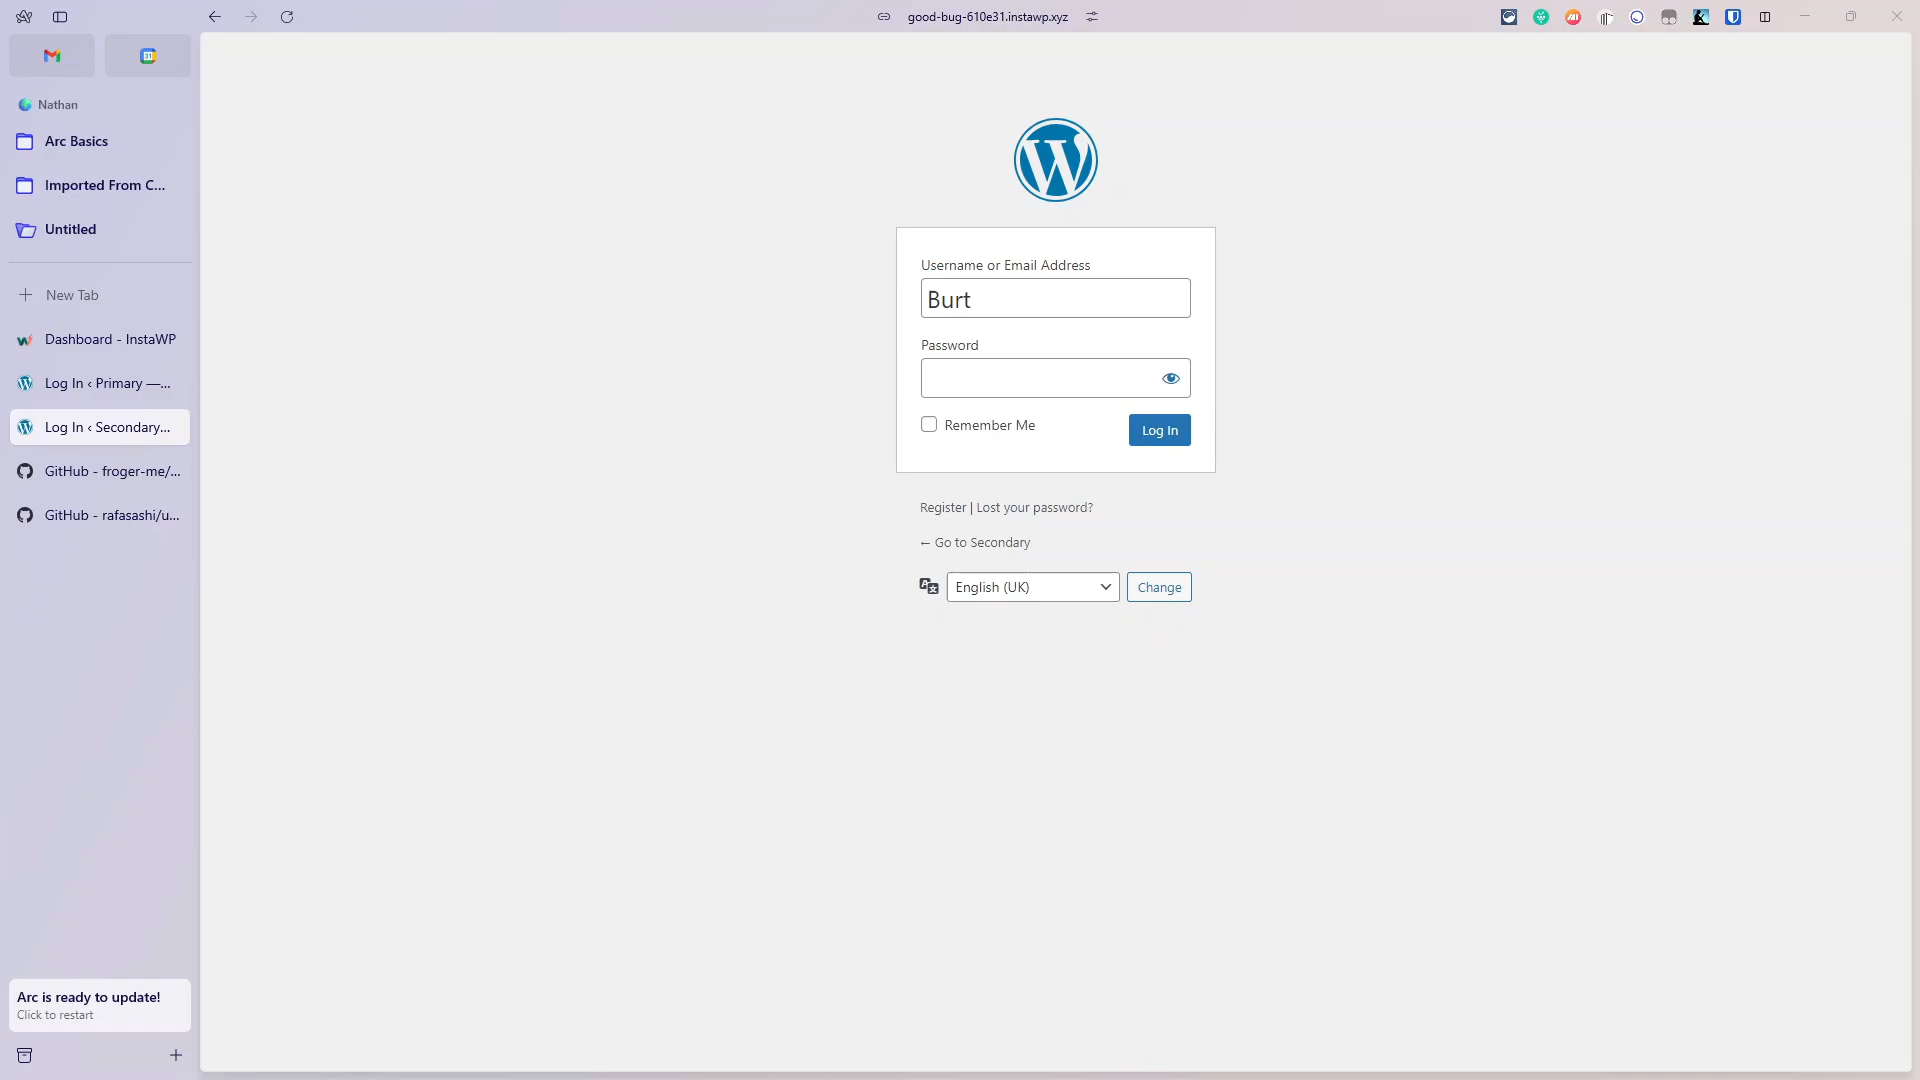 good-bug-610e31.instawp.xyz
31
Nathan
Arc Basics
Imported From C...
Untitled
New Tab
Dashboard - InstaWP
Log In ‹ Primary —...
Log In ‹ Secondary...
GitHub - froger-me/...
GitHub - rafasashi/u...
Arc is ready to update!
Click to restart
Username or Email Address
Burt
Password
Remember Me
Log In
Register | Lost your password?
← Go to Secondary
English (UK)
Change